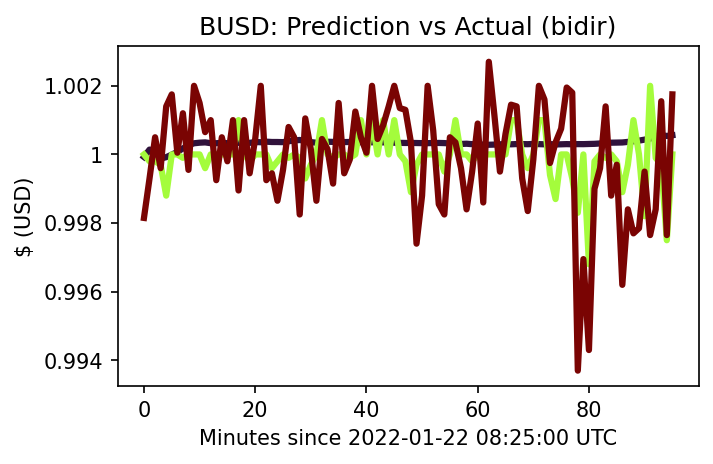 BUSD: Prediction vs Actual (bidir)
1.002
1
0.998
0.996
0.994
$ (USD)
0 20 40 60 80
Minutes since 2022-01-22 08:25:00 UTC